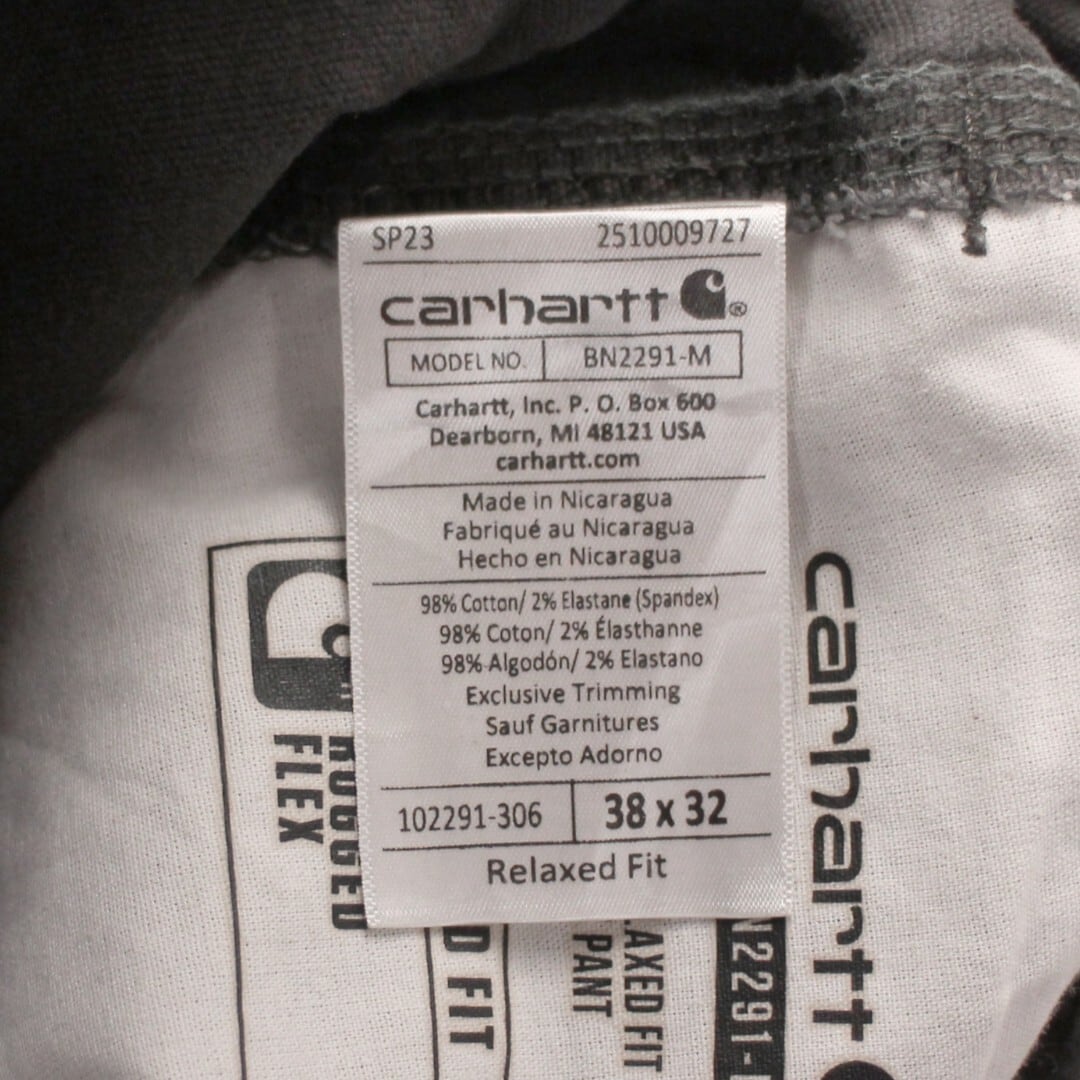 SP23 2510009727
carhartt ®
MODEL NO. BN2291-M
Carhartt, Inc. P. O. Box 600
Dearborn, MI 48121 USA
carhartt.com
Made in Nicaragua
Fabriqué au Nicaragua
Hecho en Nicaragua
98% Cotton/ 2% Elastane (Spandex)
98% Coton/ 2% Élasthanne
98% Algodón/ 2% Elastano
Exclusive Trimming
Sauf Garnitures
Excepto Adorno
102291-306 38 x 32
Relaxed Fit
carhartt
RUGGED
FLEX
FIT
FIT
PANT